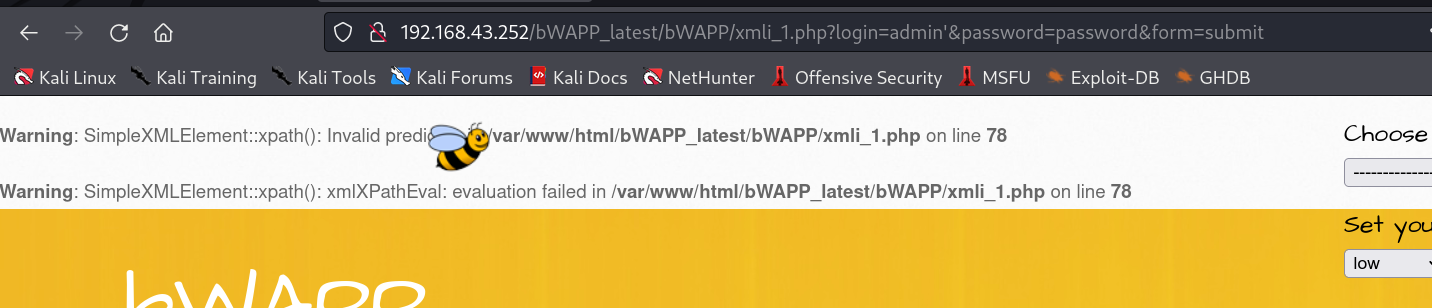 192.168.43.252/bWAPP_latest/bWAPP/xmli_1.php?login=admin'&password=password&form=submit
Kali Linux Kali Training Kali Tools Kali Forums Kali Docs NetHunter Offensive Security MSFU Exploit-DB GHDB
Warning: SimpleXMLElement::xpath(): Invalid /var/www/html/bWAPP_latest/bWAPP/xmli_1.php on line 78
Choose
--------------
Warning: SimpleXMLElement::xpath(): xmlXPathEval: evaluation failed in /var/www/html/bWAPP_latest/bWAPP/xmli_1.php on line 78
Set you
low
bWAPP